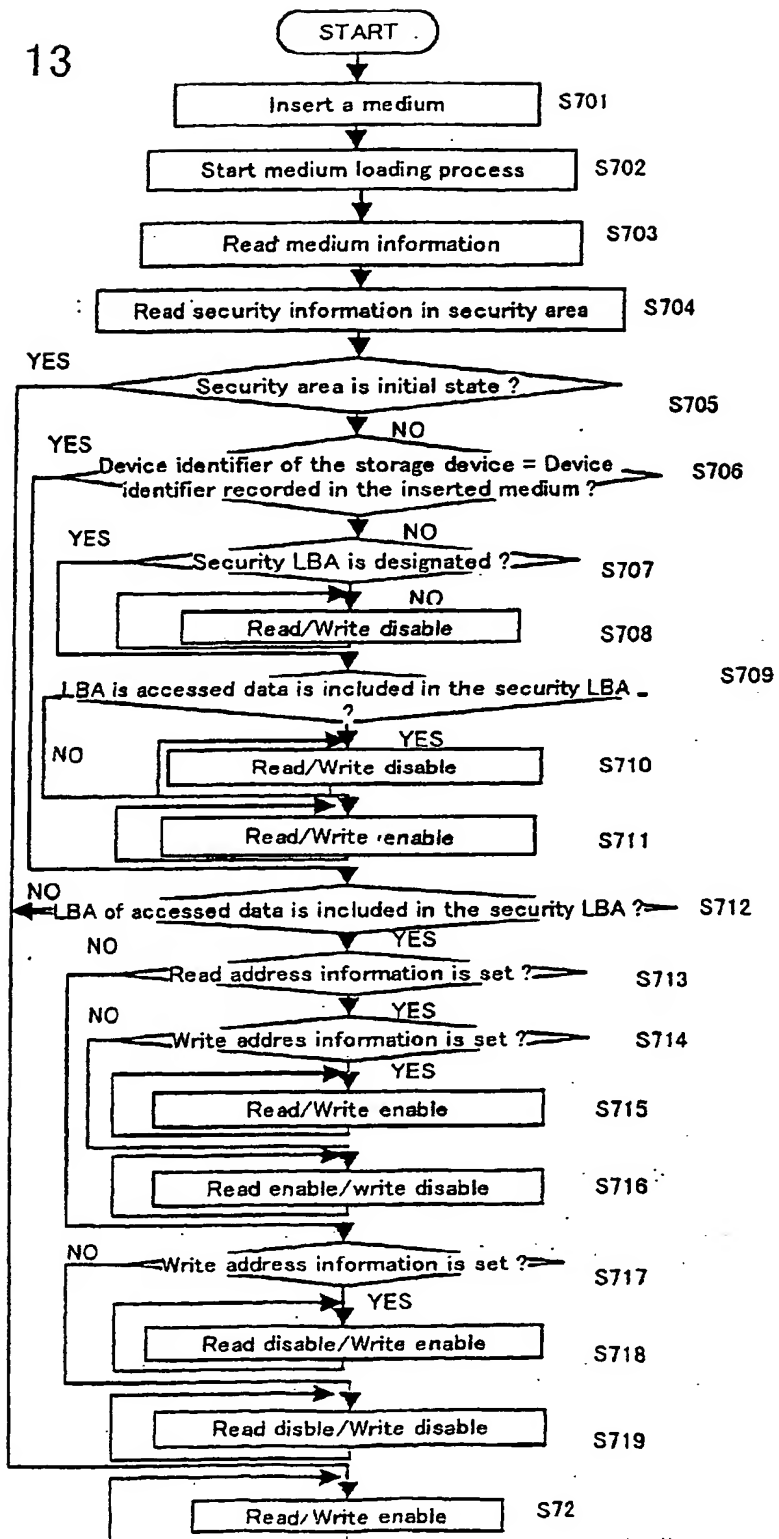 13
START
Insert a medium S701
Start medium loading process S702
Read medium information S703
Read security information in security area S704
YES
Security area is initial state ?
S705
NO
YES
Device identifier of the storage device = Device S706
identifier recorded in the inserted medium ?
NO
YES
Security LBA is designated ? S707
NO
Read/Write disable S708
S709
LBA is accessed data is included in the security LBA
?
YES
NO
Read/Write disable S710
Read/Write enable S711
NO
LBA of accessed data is included in the security LBA ? S712
YES
NO
Read address information is set ? S713
YES
NO
Write addres information is set ? S714
YES
Read/Write enable S715
Read enable/write disable S716
NO
Write address information is set ? S717
YES
Read disable/Write enable S718
Read disble/Write disable S719
Read/Write enable S72